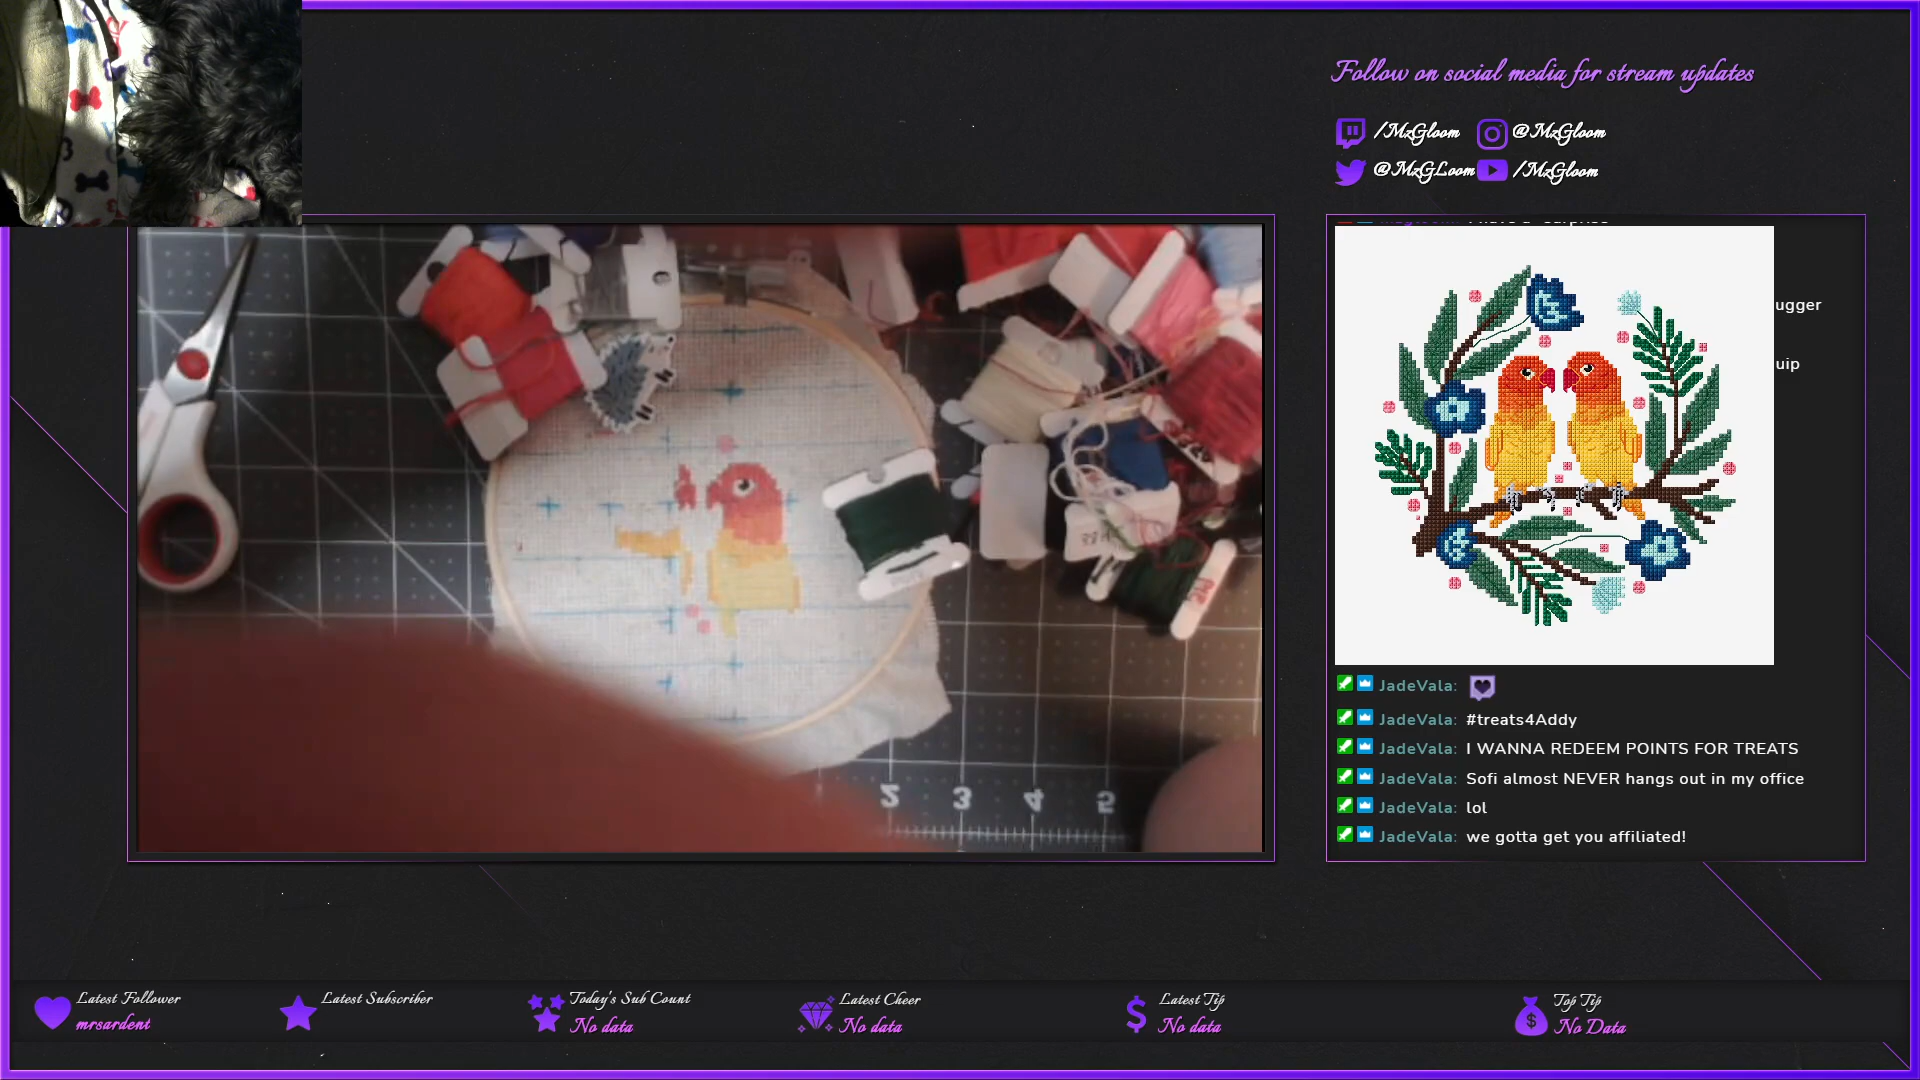 Follow on social media for stream updates
/MzGloom @MzGloom
@MzGLoom /MzGloom
ugger
uip
JadeVala:
JadeVala: #treats4Addy
JadeVala: I WANNA REDEEM POINTS FOR TREATS
JadeVala: Sofi almost NEVER hangs out in my office
JadeVala: lol
JadeVala: we gotta get you affiliated!
2 3 4 5
Latest Follower
mrsardent
Latest Subscriber
Today's Sub Count
No data
Latest Cheer
No data
Latest Tip
No data
Top Tip
No Data